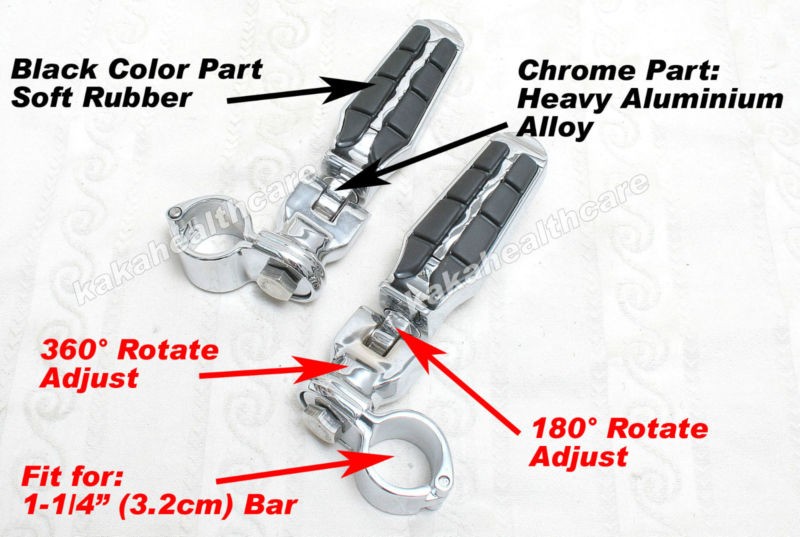 Black Color Part
Soft Rubber
Chrome Part:
Heavy Aluminium
Alloy
kakahealthcare
kakahealthcare
360° Rotate
Adjust
180° Rotate
Adjust
Fit for:
1-1/4” (3.2cm) Bar